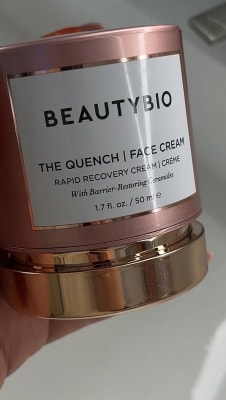 BEAUTYBIO
THE QUENCH | FACE CREAM
RAPID RECOVERY CREAM | CRÈME
With Barrier-Restoring Ceramides
1.7 fl. oz. / 50 ml ℮